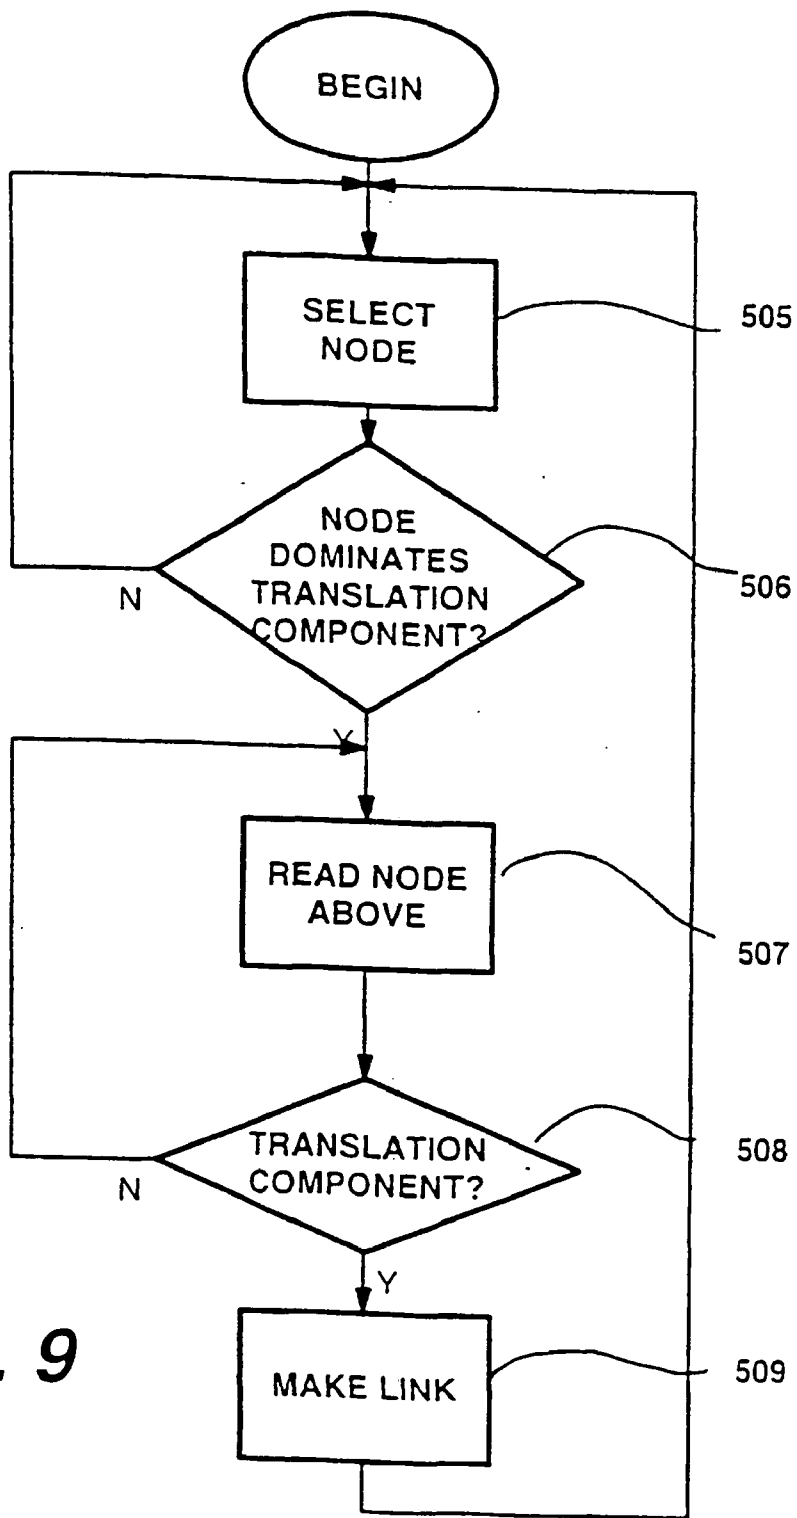 BEGIN
SELECT
NODE
505
NODE
DOMINATES
TRANSLATION
COMPONENT?
506
N
Y
READ NODE
ABOVE
507
TRANSLATION
COMPONENT?
508
N
Y
MAKE LINK
509
. 9